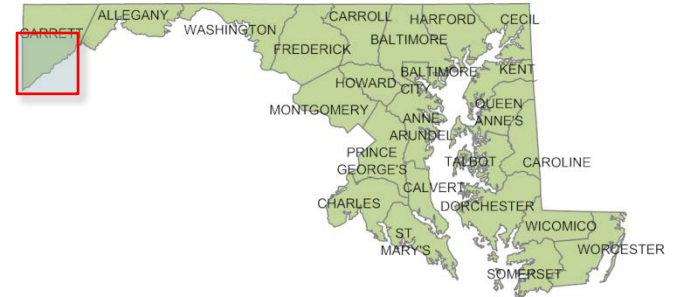 GARRETT
ALLEGANY
WASHINGTON
FREDERICK
CARROLL
BALTIMORE
HARFORD
CECIL
HOWARD
BALTIMORE
CITY
KENT
MONTGOMERY
ANNE
ARUNDEL
QUEEN
ANNE'S
PRINCE
GEORGE'S
TALBOT
CAROLINE
CALVERT
CHARLES
DORCHESTER
ST.
MARY'S
WICOMICO
WORCESTER
SOMERSET